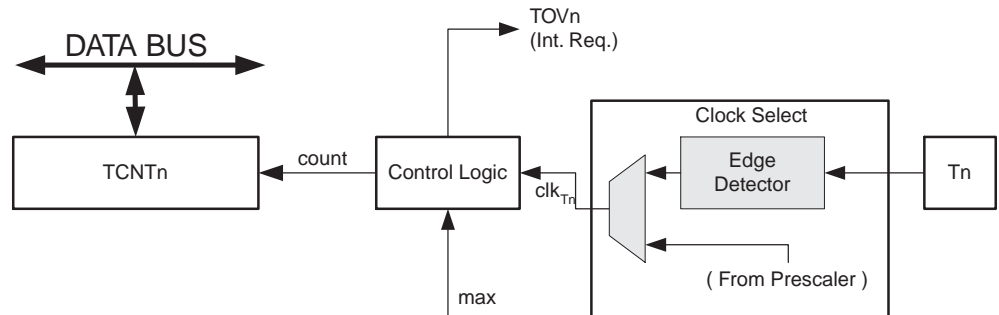 TOVn
(Int. Req.)
DATA BUS
Clock Select
TCNTn
count
Control Logic
clkTn
Edge
Detector
Tn
( From Prescaler )
max